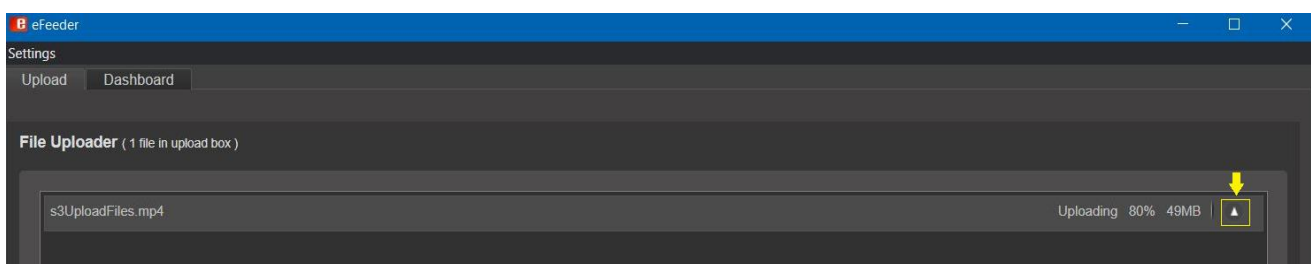 e eFeeder
Settings
Upload Dashboard
File Uploader ( 1 file in upload box )
s3UploadFiles.mp4 Uploading 80% 49MB